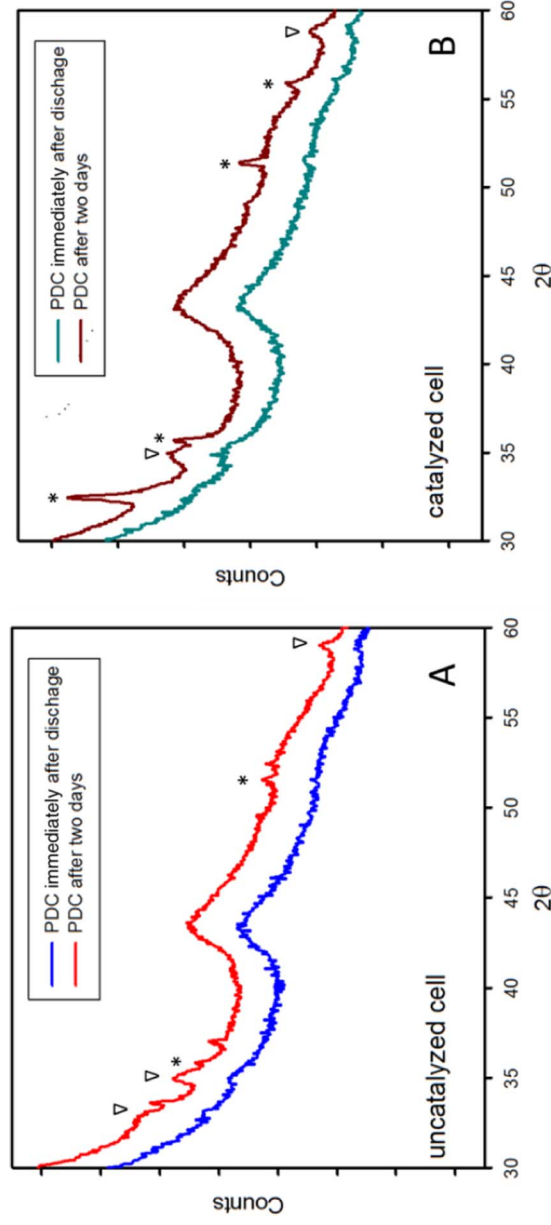 PDC immediately after dischage
PDC after two days
Counts
▽
▽
*
*
▽
uncatalyzed cell
A
30
35
40
45
50
55
60
2θ
PDC immediately after dischage
PDC after two days
Counts
*
▽
*
*
*
▽
catalyzed cell
B
30
35
40
45
50
55
60
2θ